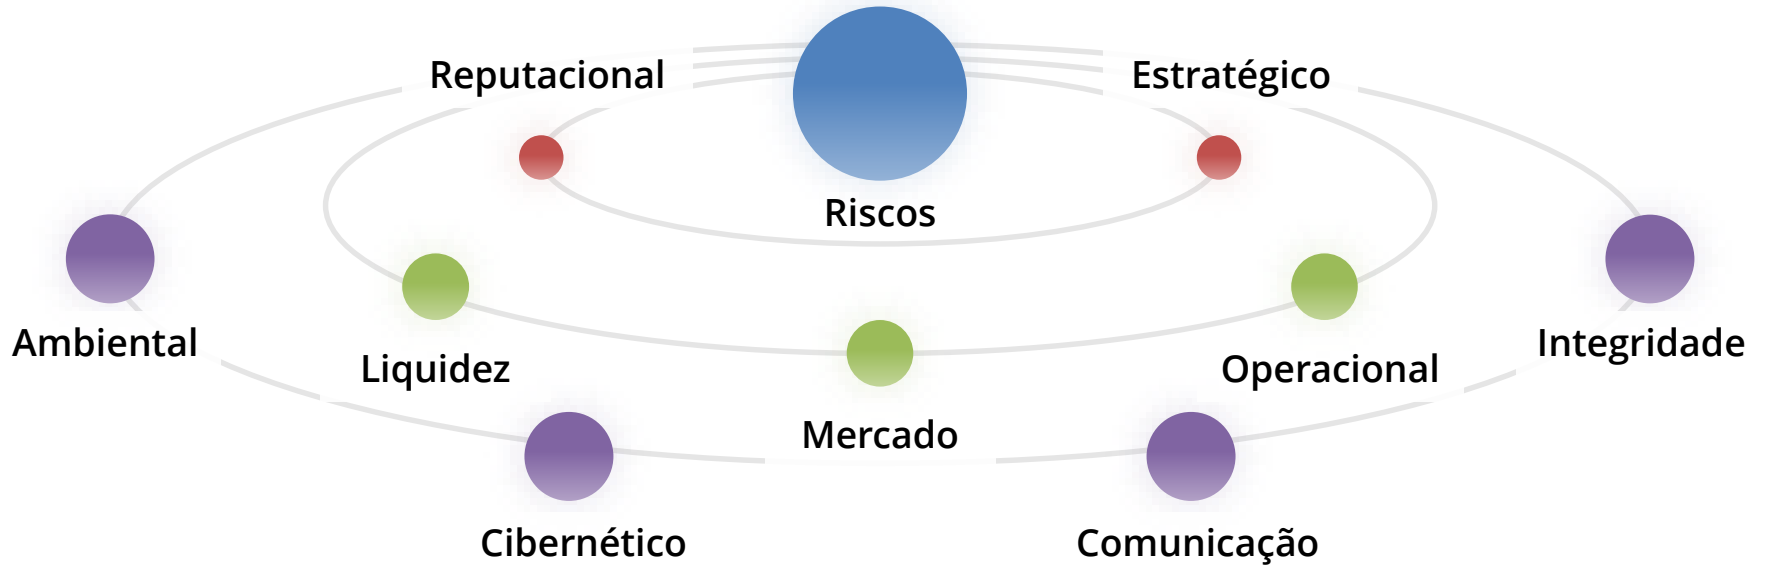 Reputacional
Estratégico
Riscos
Ambiental
Integridade
Liquidez
Operacional
Mercado
Cibernético
Comunicação